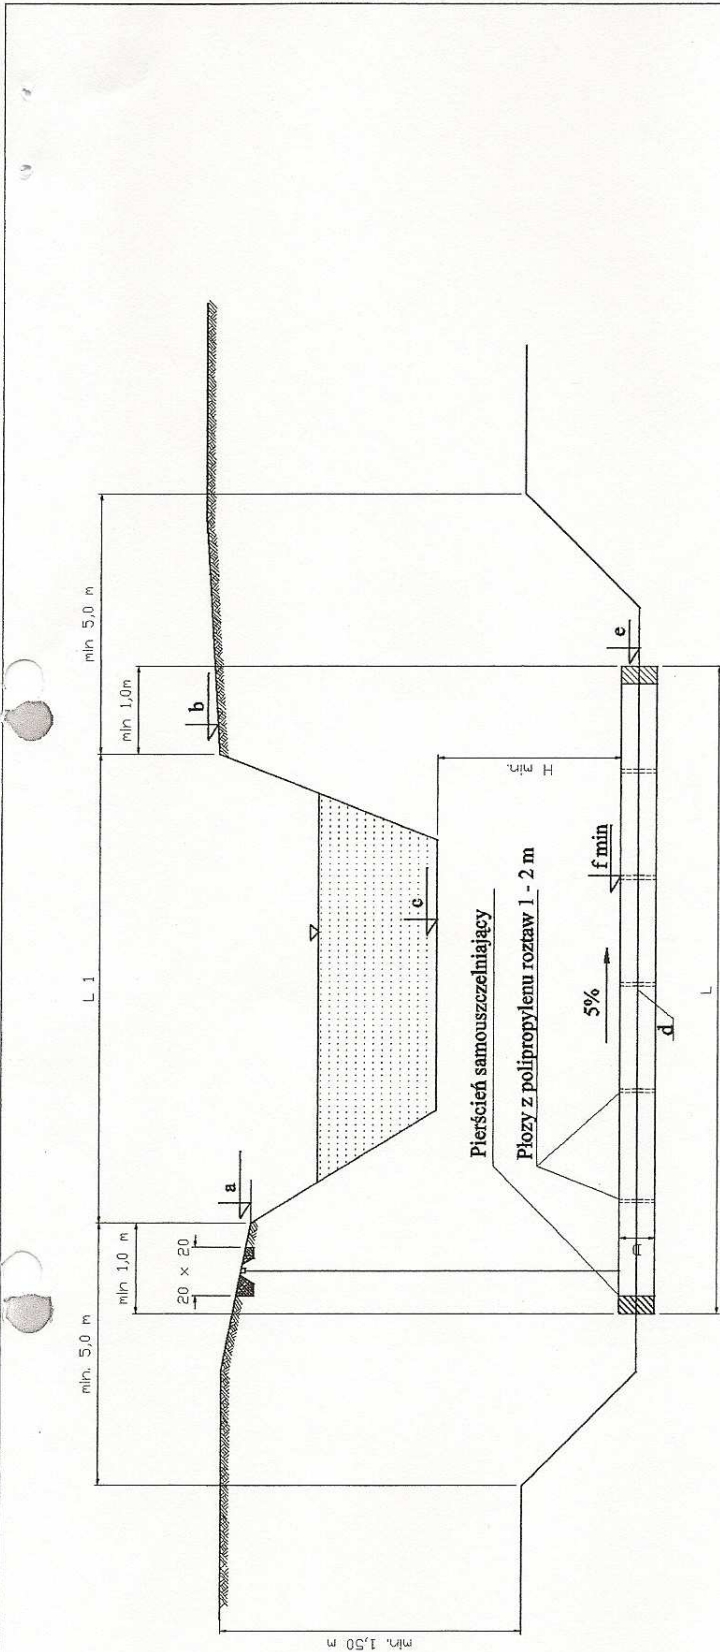 min. 5,0 m
L 1
min 5,0 m
min 1,0 m
20 x 20
min 1,0m
a
b
c
H min.
Pierścień samouszczelniający
Płozy z polipropylenu roztaw 1 - 2 m
5%
f min
e
d
D
L
min. 1,50 m